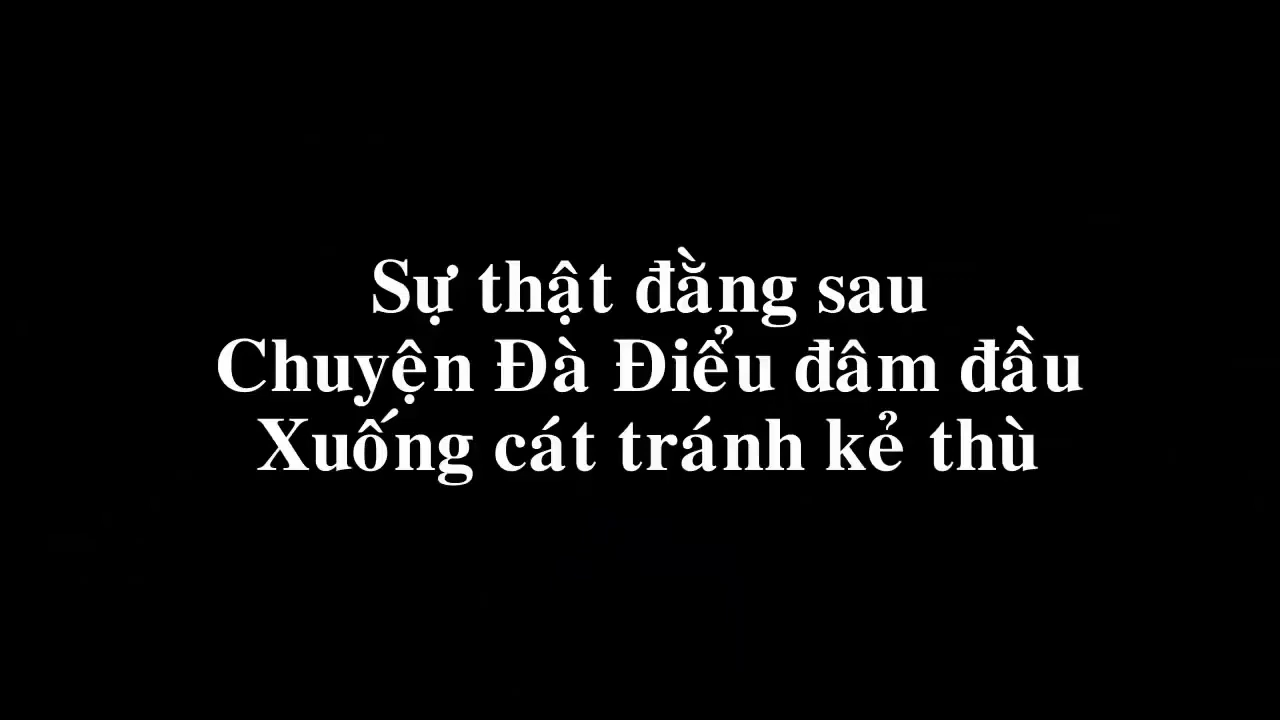 Sự thật đằng sau
Chuyện Đà Điểu đâm đầu
Xuống cát tránh kẻ thù